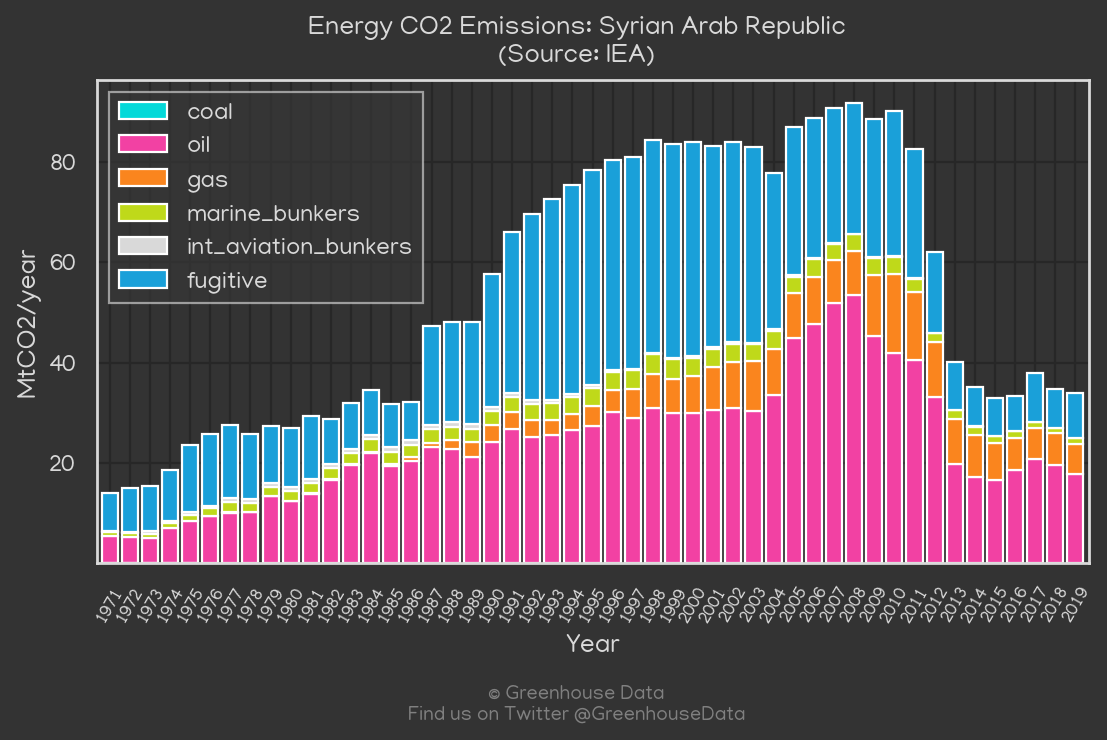 Energy CO2 Emissions: Syrian Arab Republic
(Source: IEA)
coal
oil
gas
marine_bunkers
int_aviation_bunkers
fugitive
MtCO2/year
80
60
40
20
1971 1972 1973 1974 1975 1976 1977 1978 1979 1980 1981 1982 1983 1984 1985 1986 1987 1988 1989 1990 1991 1992 1993 1994 1995 1996 1997 1998 1999 2000 2001 2002 2003 2004 2005 2006 2007 2008 2009 2010 2011 2012 2013 2014 2015 2016 2017 2018 2019
Year
© Greenhouse Data
Find us on Twitter @GreenhouseData